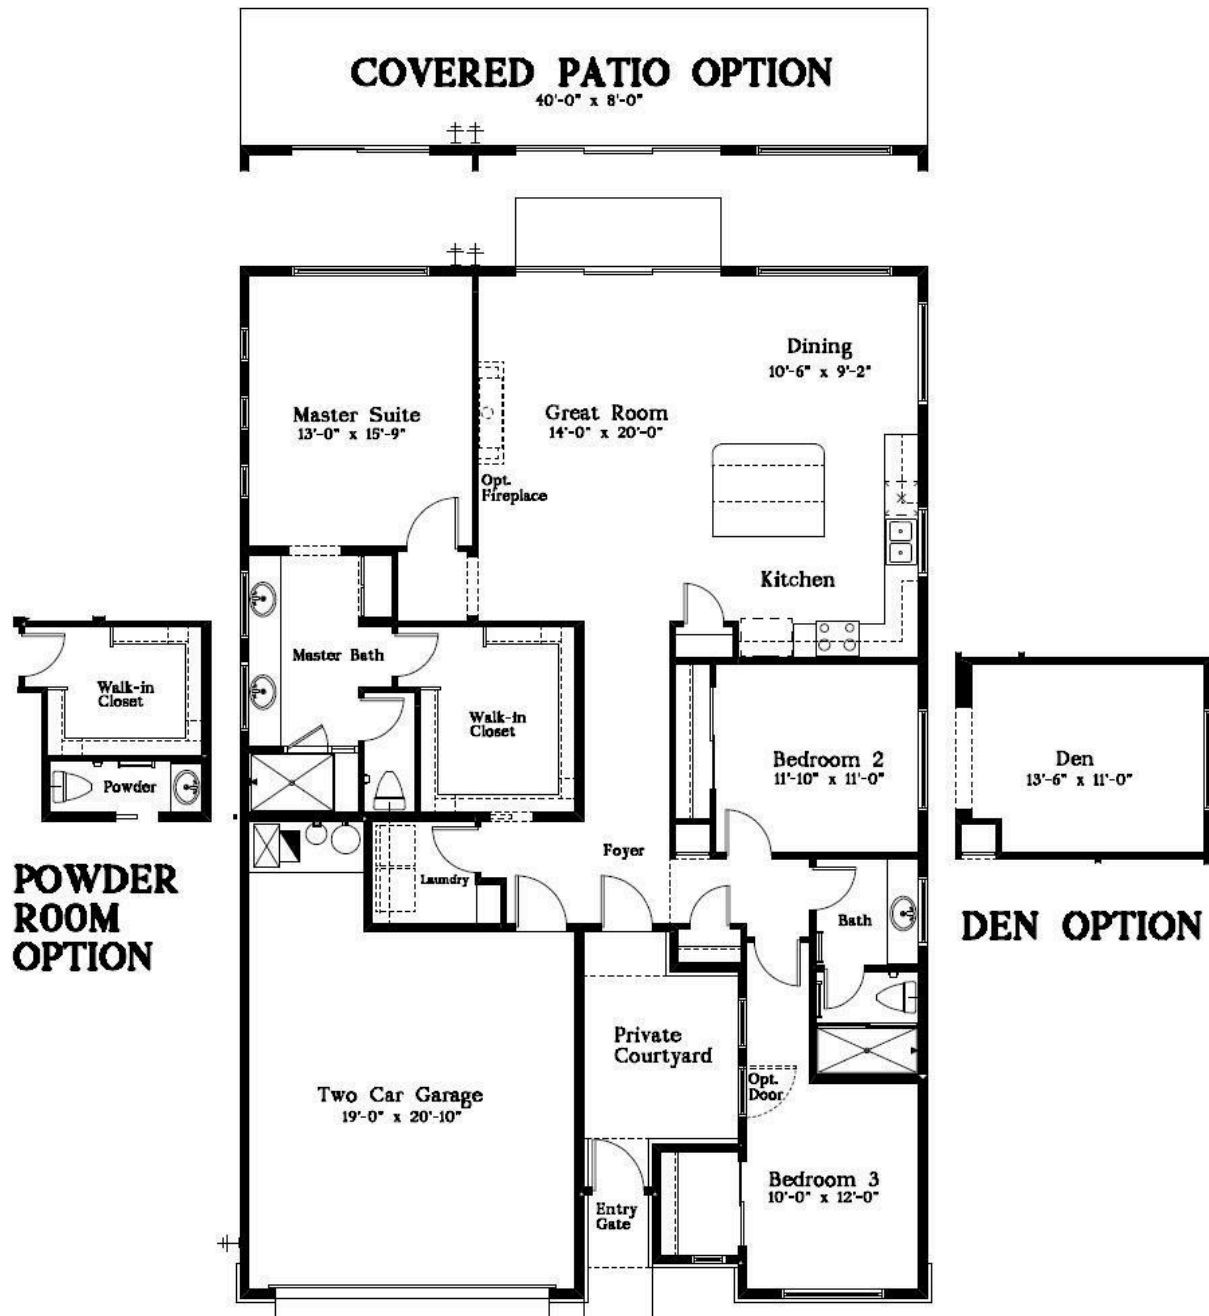 COVERED PATIO OPTION
40'-0" x 8'-0"
Dining
10'-6" x 9'-2"
Master Suite
13'-0" x 15'-9"
Great Room
14'-0" x 20'-0"
Opt.
Fireplace
Kitchen
Master Bath
Walk-in
Closet
Walk-in
Closet
Powder
POWDER
ROOM
OPTION
Bedroom 2
11'-10" x 11'-0"
Den
13'-6" x 11'-0"
DEN OPTION
Foyer
Laundry
Bath
Private
Courtyard
Opt.
Door
Two Car Garage
19'-0" x 20'-10"
Bedroom 3
10'-0" x 12'-0"
Entry
Gate